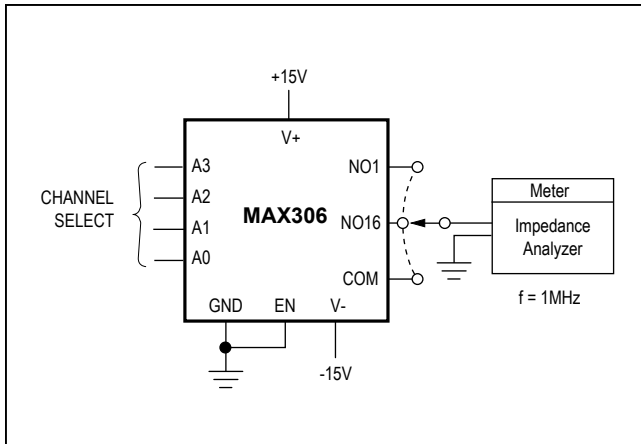 +15V
V+
A3
A2
A1
A0
CHANNEL
SELECT
MAX306
NO1
NO16
COM
GND
EN
V-
-15V
Meter
Impedance
Analyzer
f = 1MHz